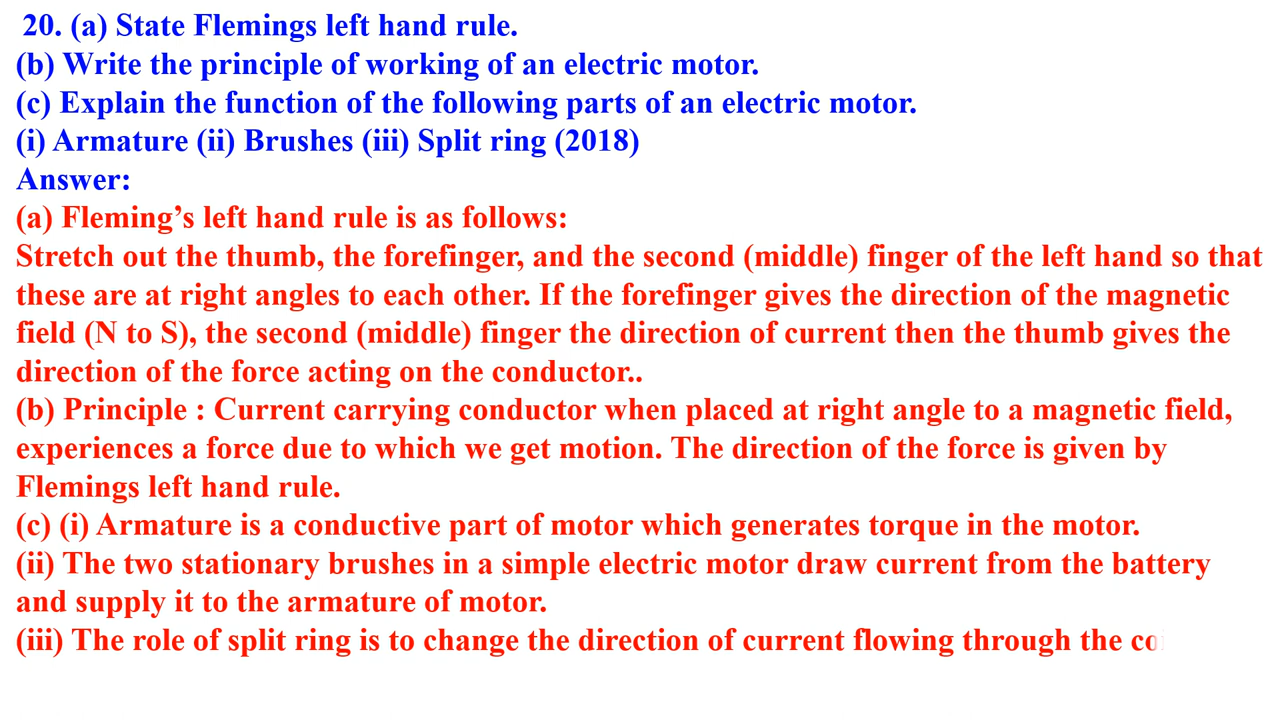 20. (a) State Flemings left hand rule.
(b) Write the principle of working of an electric motor.
(c) Explain the function of the following parts of an electric motor.
(i) Armature (ii) Brushes (iii) Split ring (2018)
Answer:
(a) Fleming’s left hand rule is as follows:
Stretch out the thumb, the forefinger, and the second (middle) finger of the left hand so that
these are at right angles to each other. If the forefinger gives the direction of the magnetic
field (N to S), the second (middle) finger the direction of current then the thumb gives the
direction of the force acting on the conductor..
(b) Principle : Current carrying conductor when placed at right angle to a magnetic field,
experiences a force due to which we get motion. The direction of the force is given by
Flemings left hand rule.
(c) (i) Armature is a conductive part of motor which generates torque in the motor.
(ii) The two stationary brushes in a simple electric motor draw current from the battery
and supply it to the armature of motor.
(iii) The role of split ring is to change the direction of current flowing through the